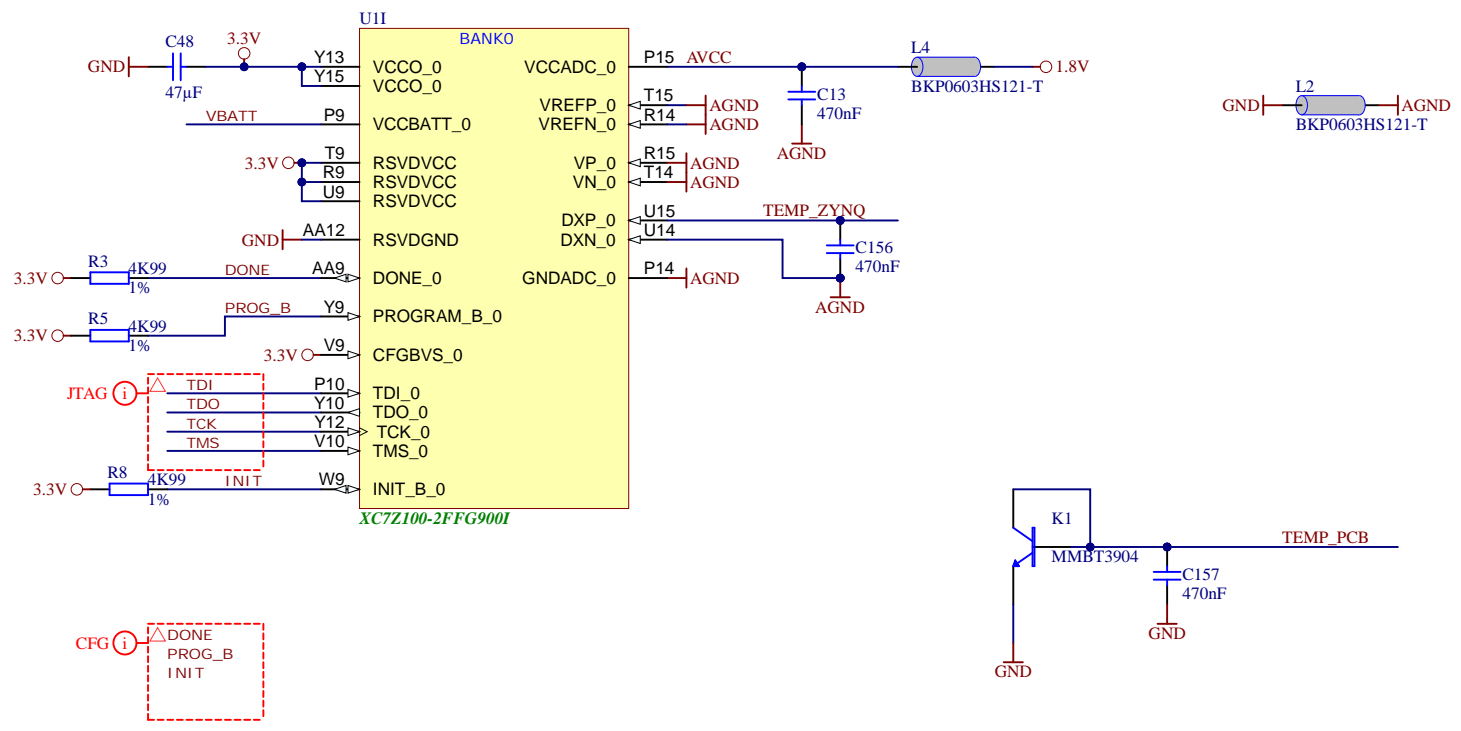 U1I
BANK0
C48
3.3V
GND
47µF
Y13
VCCO_0
Y15
VCCO_0
VBATT
P9
VCCBATT_0
3.3V
T9
RSVDVCC
R9
RSVDVCC
U9
RSVDVCC
GND
AA12
RSVDGND
R3
3.3V
4K99
1%
DONE
AA9
DONE_0
R5
3.3V
4K99
1%
PROG_B
Y9
PROGRAM_B_0
3.3V
V9
CFGBVS_0
JTAG
i
TDI
P10
TDI_0
TDO
Y10
TDO_0
TCK
Y12
TCK_0
TMS
V10
TMS_0
R8
3.3V
4K99
1%
INIT
W9
INIT_B_0
XC7Z100-2FFG900I
VCCADC_0
P15
AVCC
L4
BKP0603HS121-T
1.8V
C13
470nF
AGND
VREFP_0
T15
AGND
VREFN_0
R14
AGND
VP_0
R15
AGND
VN_0
T14
AGND
DXP_0
U15
TEMP_ZYNQ
DXN_0
U14
C156
470nF
AGND
GNDADC_0
P14
AGND
L2
GND
AGND
BKP0603HS121-T
K1
MMBT3904
TEMP_PCB
C157
470nF
GND
GND
CFG
i
DONE
PROG_B
INIT